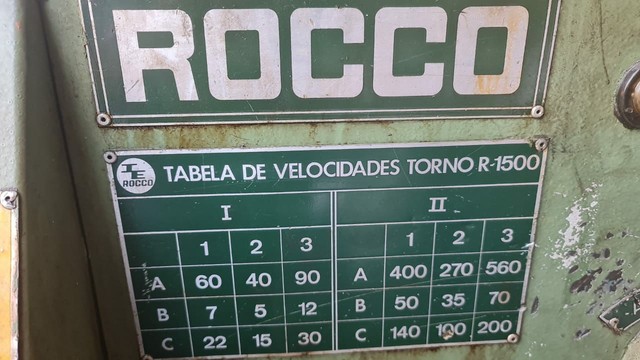 ROCCO
IE ROCCO TABELA DE VELOCIDADES TORNO R-1500
I II
1 2 3 1 2 3
A 60 40 90 A 400 270 560
B 7 5 12 B 50 35 70
C 22 15 30 C 140 100 200